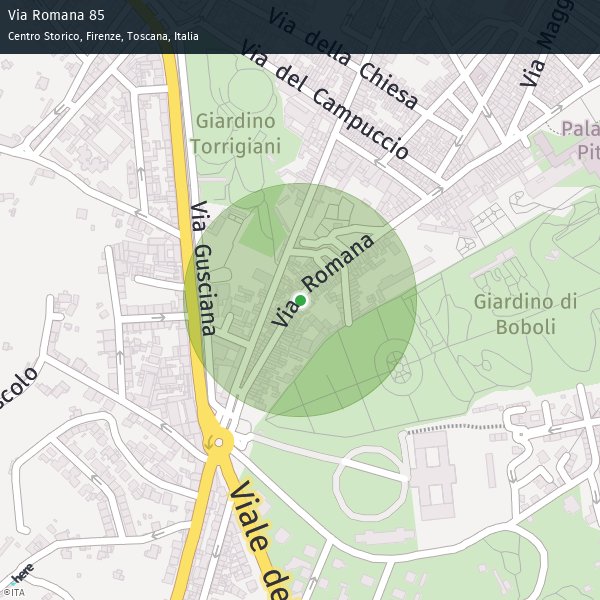 Via Romana 85
Centro Storico, Firenze, Toscana, Italia
Via della Chiesa
Via del Campuccio
Via Magg
Giardino
Torrigiani
Pala
Pit
Via Gusciana
Via Romana
Giardino di
Boboli
scolo
Viale de
here
©ITA